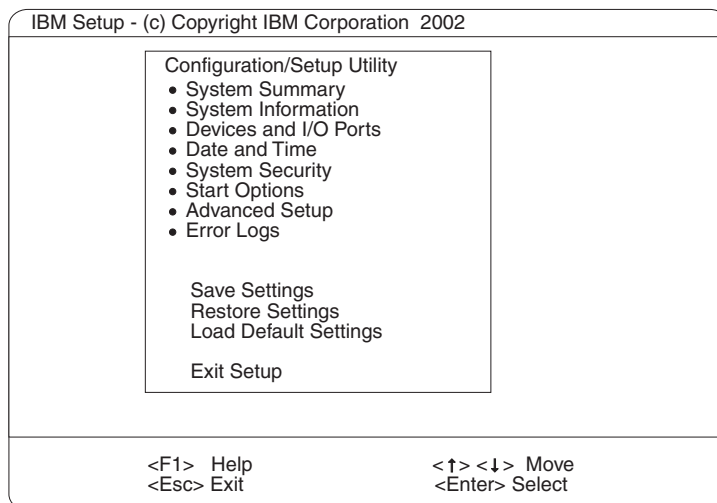 IBM Setup - (c) Copyright IBM Corporation 2002
Configuration/Setup Utility
• System Summary
• System Information
• Devices and I/O Ports
• Date and Time
• System Security
• Start Options
• Advanced Setup
• Error Logs
Save Settings
Restore Settings
Load Default Settings
Exit Setup
<F1> Help <↑> <↓> Move
<Esc> Exit <Enter> Select